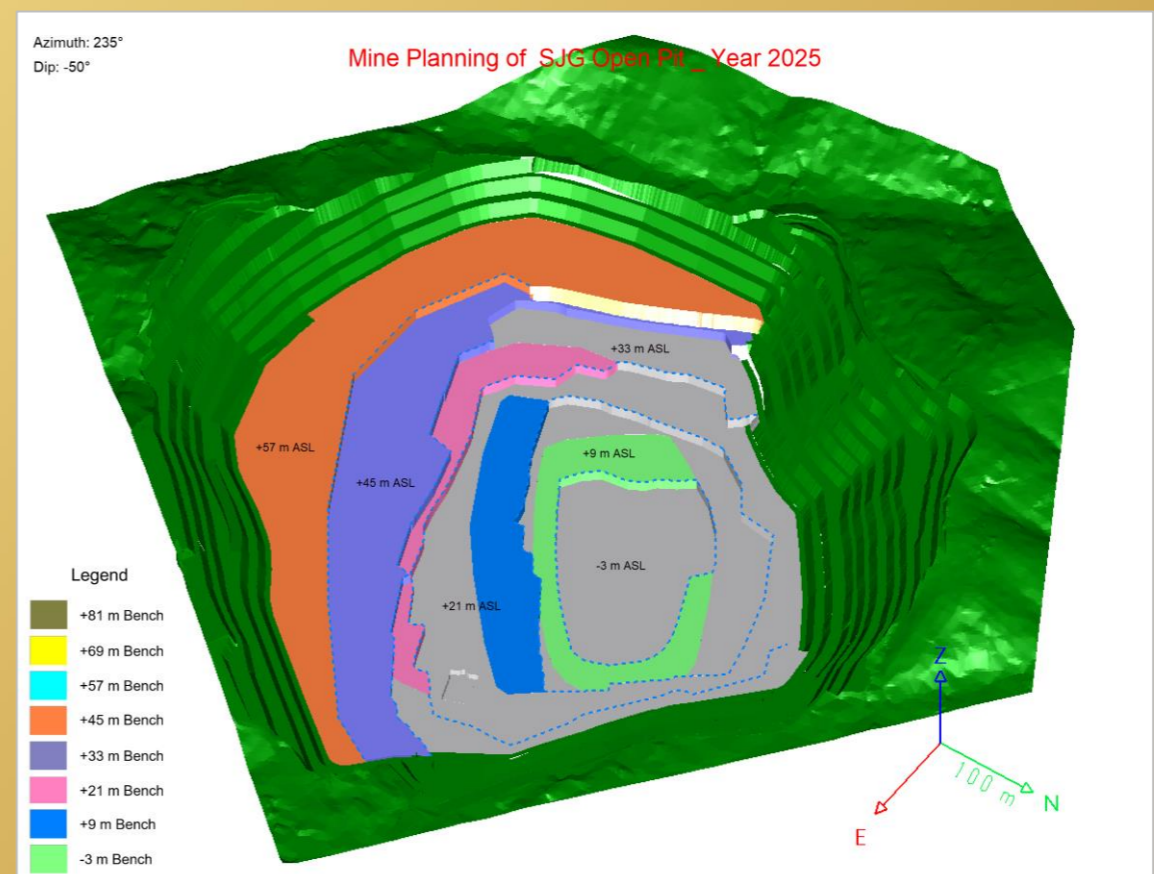 Azimuth: 235°
Dip: -50°
Mine Planning of SJG Open Pit _ Year 2025
+33 m ASL
+57 m ASL
+9 m ASL
+45 m ASL
-3 m ASL
+21 m ASL
Legend
+81 m Bench
+69 m Bench
+57 m Bench
+45 m Bench
+33 m Bench
+21 m Bench
+9 m Bench
-3 m Bench
Z
100 m
N
E